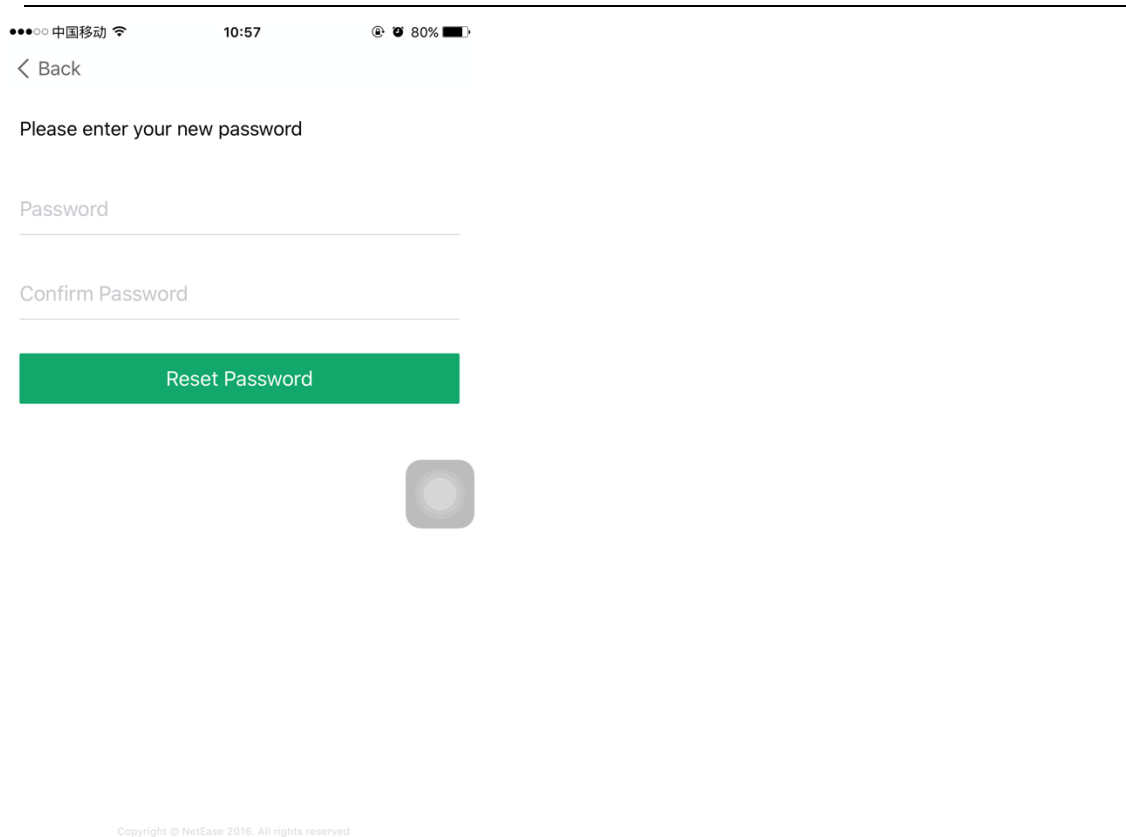 中国移动 10:57 80%
Back
Please enter your new password
Password
Confirm Password
Reset Password
Copyright © NetEase 2016. All rights reserved